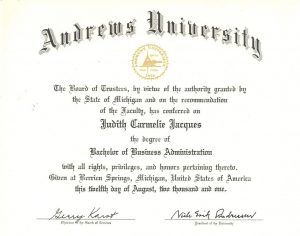 Andrews University
The Board of Trustees, by virtue of the authority granted by
the State of Michigan and on the recommendation
of the Faculty, has conferred on
Judith Carmelie Jacques
the degree of
Bachelor of Business Administration
with all rights, privileges, and honors pertaining thereto.
Given at Berrien Springs, Michigan, United States of America
this twelfth day of August, two thousand and one.